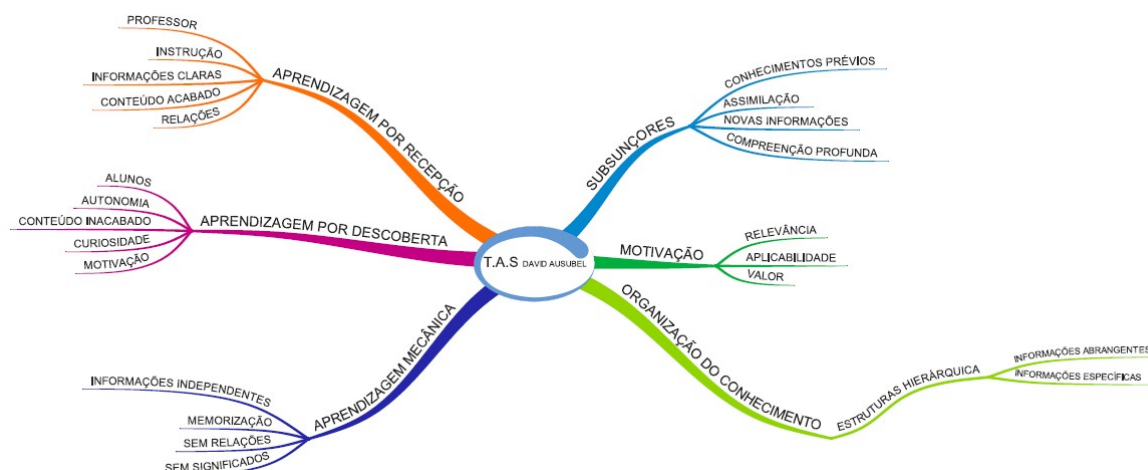 T.A.S DAVID AUSUBEL
SUBSUNÇORES
CONHECIMENTOS PRÉVIOS
ASSIMILAÇÃO
NOVAS INFORMAÇÕES
COMPREENÇÃO PROFUNDA
MOTIVAÇÃO
RELEVÂNCIA
APLICABILIDADE
VALOR
ORGANIZAÇÃO DO CONHECIMENTO
ESTRUTURAS HIERÁRQUICA
INFORMAÇÕES ABRANGENTES
INFORMAÇÕES ESPECÍFICAS
APRENDIZAGEM MECÂNICA
INFORMAÇÕES INDEPENDENTES
MEMORIZAÇÃO
SEM RELAÇÕES
SEM SIGNIFICADOS
APRENDIZAGEM POR DESCOBERTA
ALUNOS
AUTONOMIA
CONTEÚDO INACABADO
CURIOSIDADE
MOTIVAÇÃO
APRENDIZAGEM POR RECEPÇÃO
PROFESSOR
INSTRUÇÃO
INFORMAÇÕES CLARAS
CONTEÚDO ACABADO
RELAÇÕES